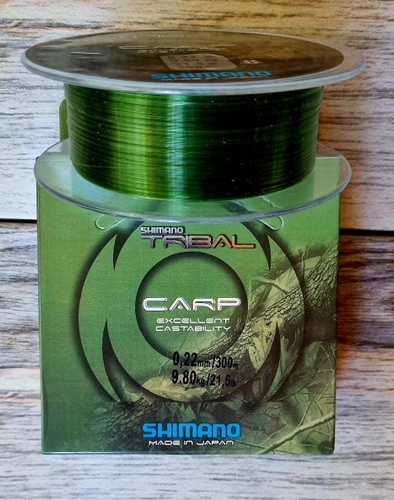 SHIMANO
SHIMANO
TRIBAL
CARP
EXCELLENT
CASTABILITY
0,22mm/300m
9.80kg/21,5lb
SHIMANO
MADE IN JAPAN